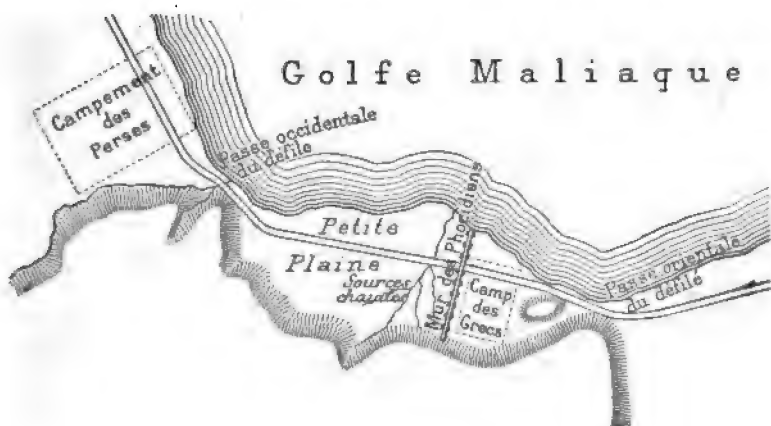 Golfe Maliaque
Campement
des
Perses
Passe occidentale
du défilé
Petite
Plaine
Sources
chaudes
Mur des Phocidiens
Camp
des
Grecs
Passe orientale
du défilé